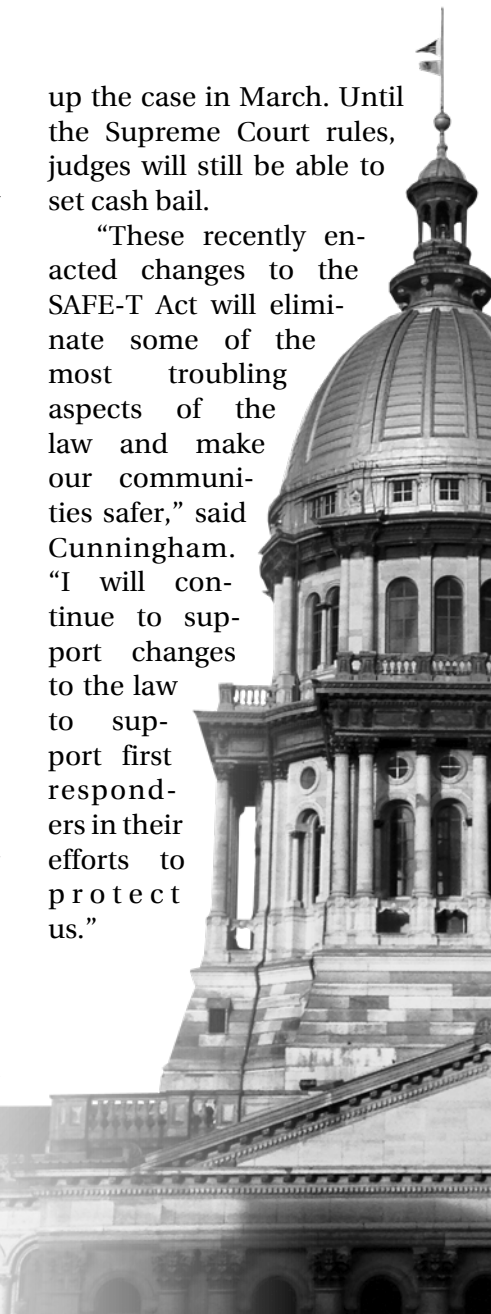 up the case in March. Until
the Supreme Court rules,
judges will still be able to
set cash bail.
“These recently en-
acted changes to the
SAFE-T Act will elimi-
nate some of the
most troubling
aspects of the
law and make
our communi-
ties safer,” said
Cunningham.
“I will con-
tinue to sup-
port changes
to the law
to sup-
port first
respond-
ers in their
efforts to
protect
us.”